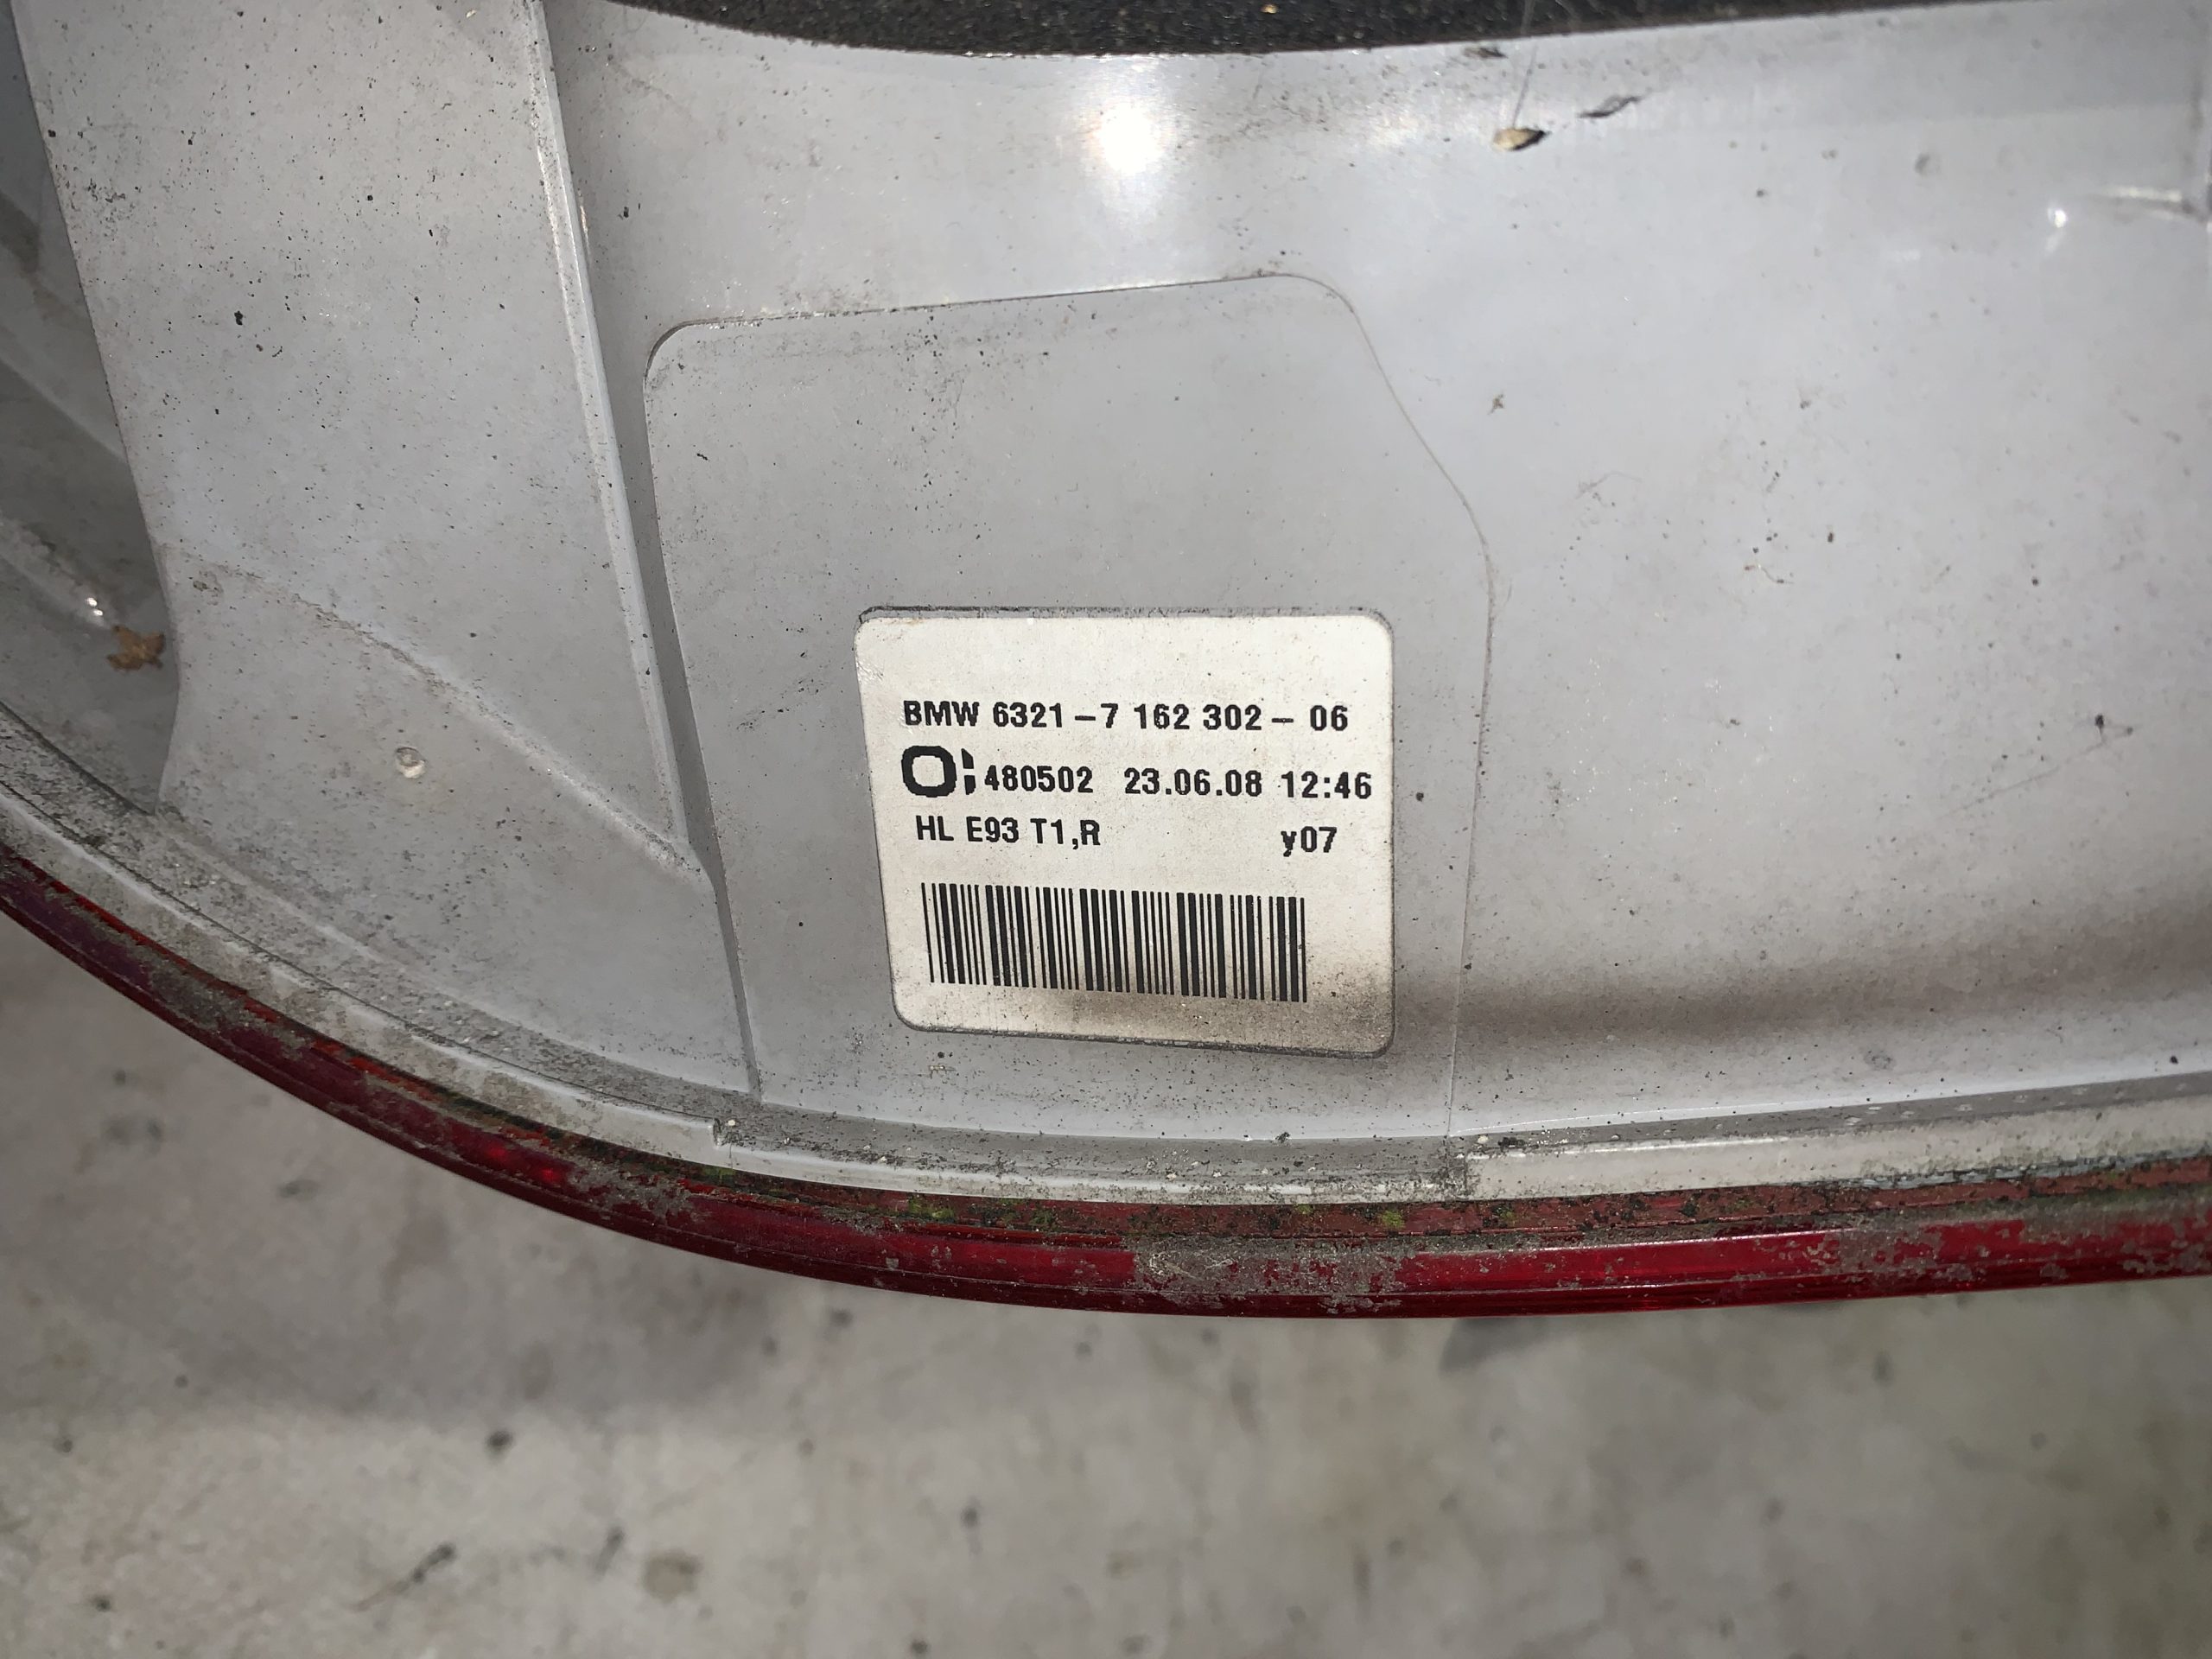 BMW 6321-7 162 302- 06
480502 23.06.08 12:46
HL E93 T1,R y07